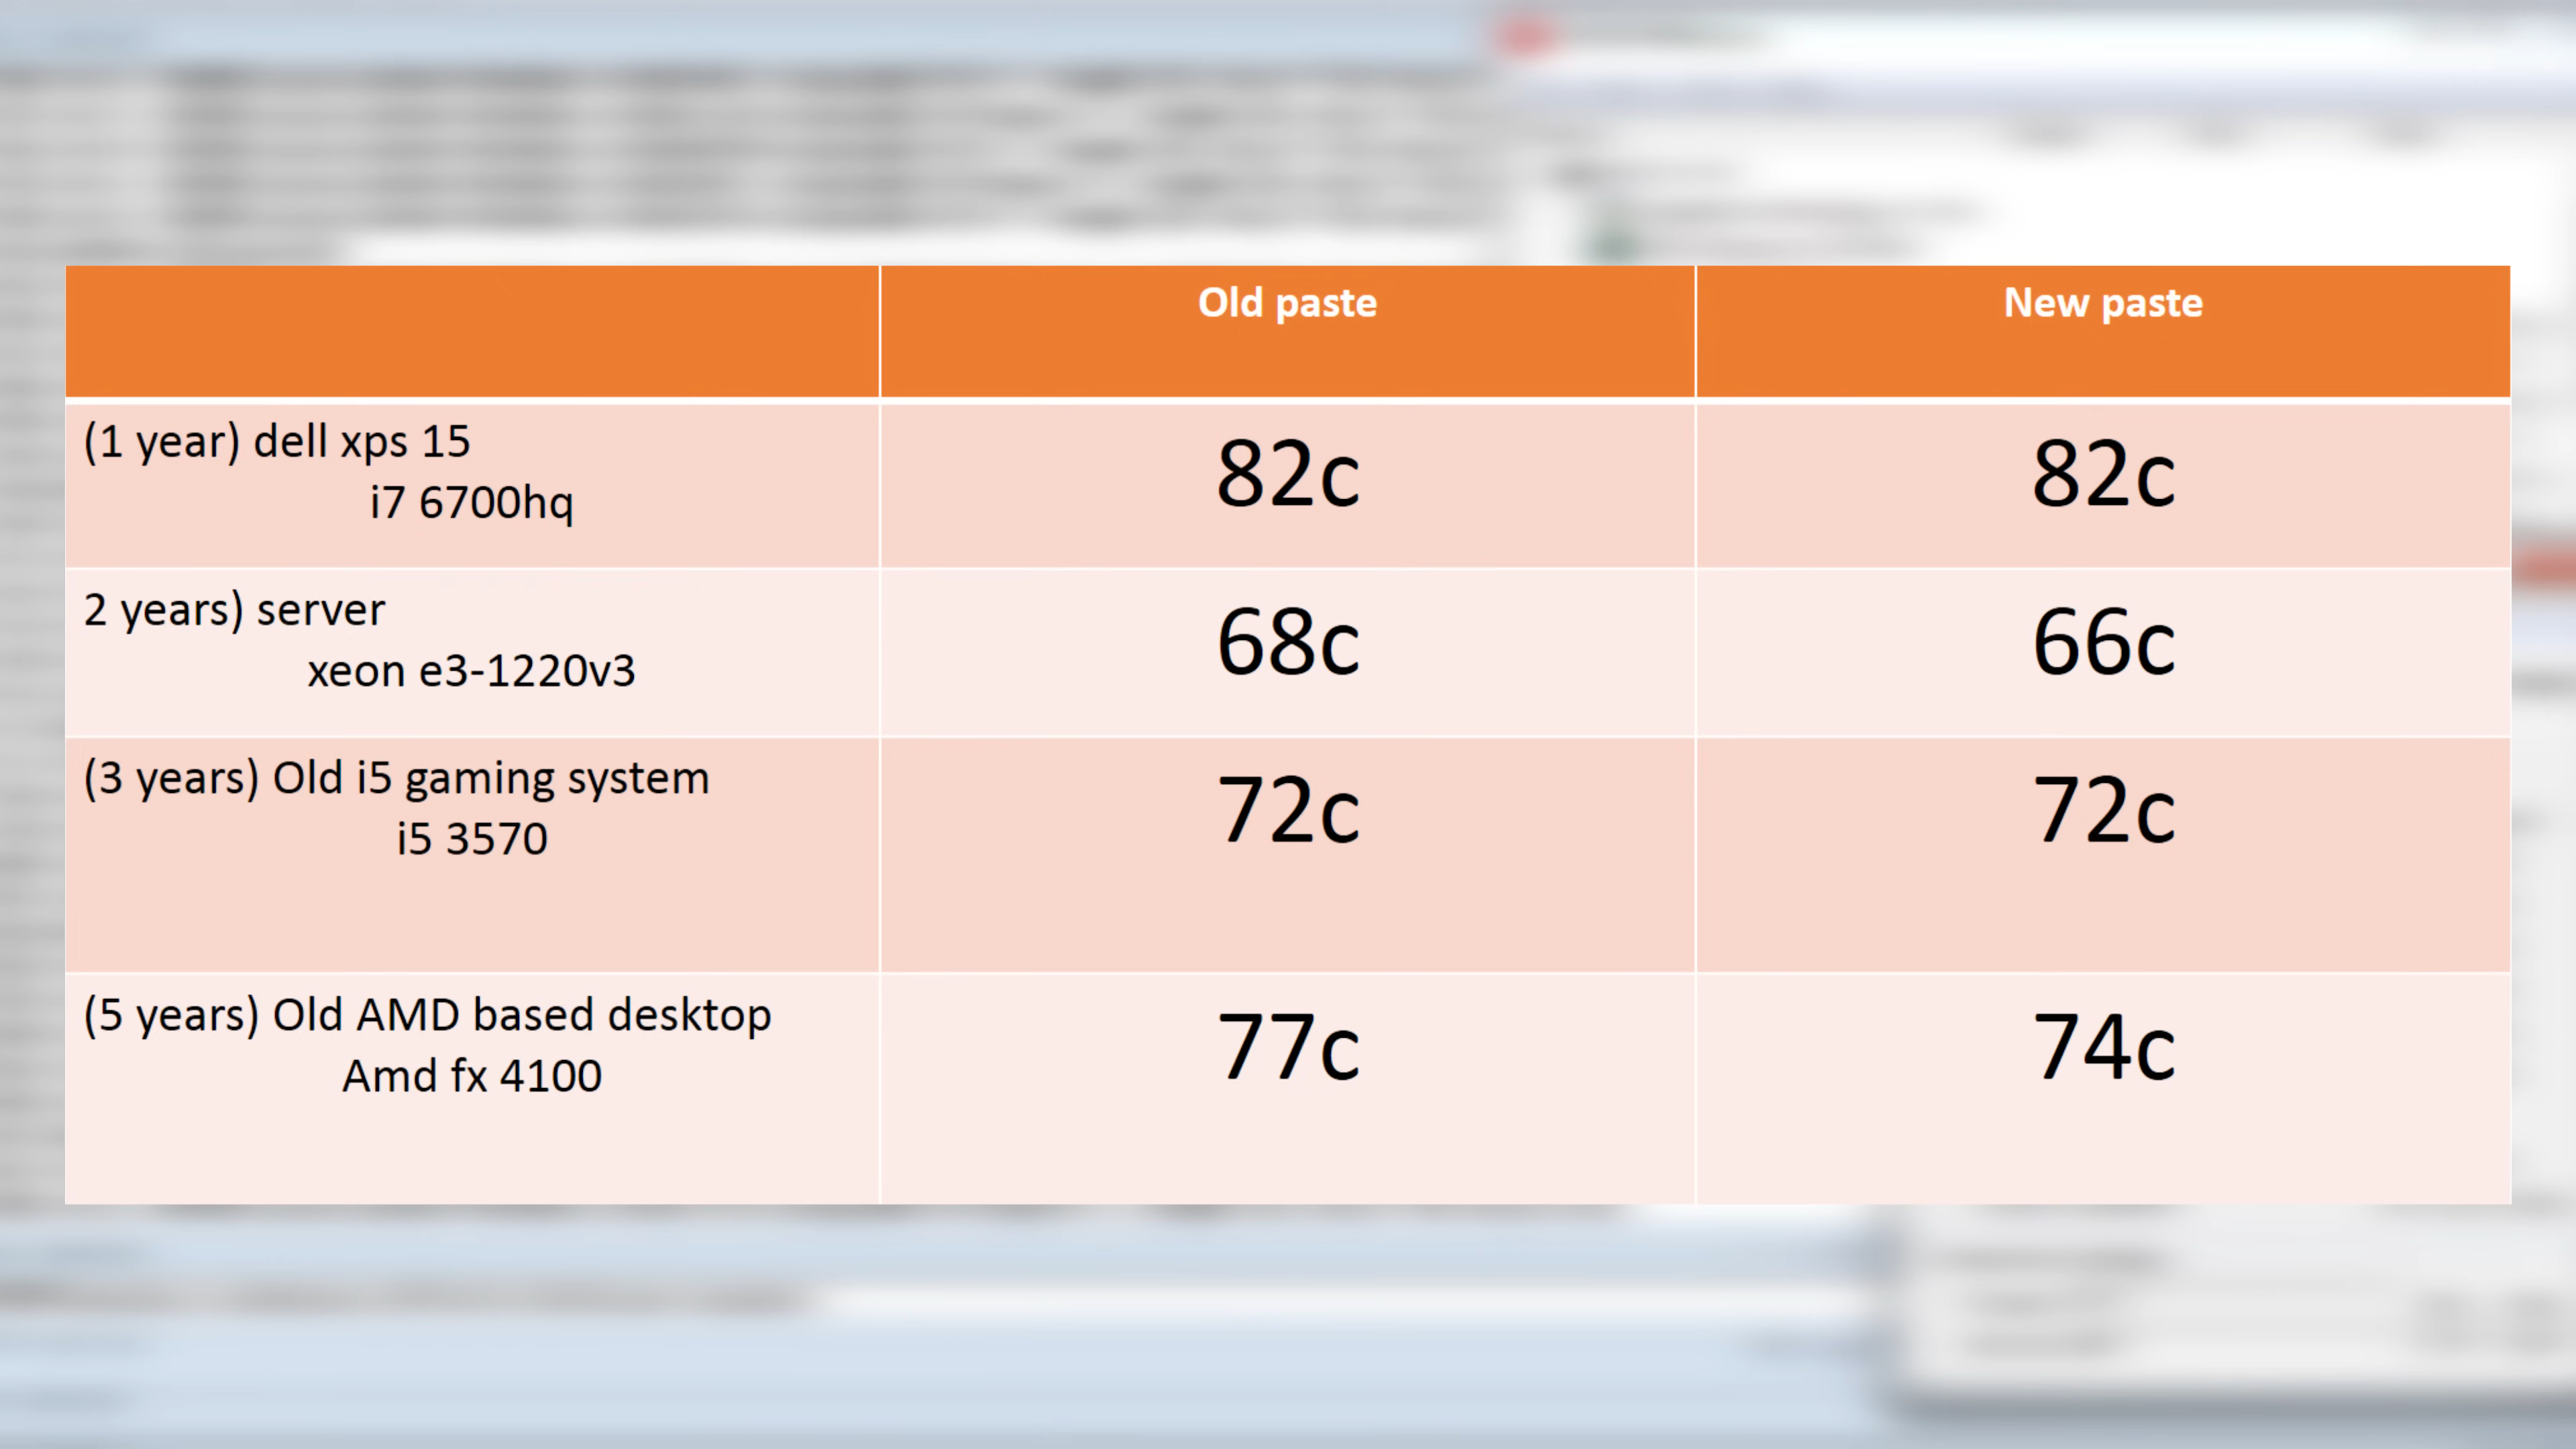 Old paste
New paste
(1 year) dell xps 15
i7 6700hq
82c
82c
2 years) server
xeon e3-1220v3
68c
66c
(3 years) Old i5 gaming system
i5 3570
72c
72c
(5 years) Old AMD based desktop
Amd fx 4100
77c
74c